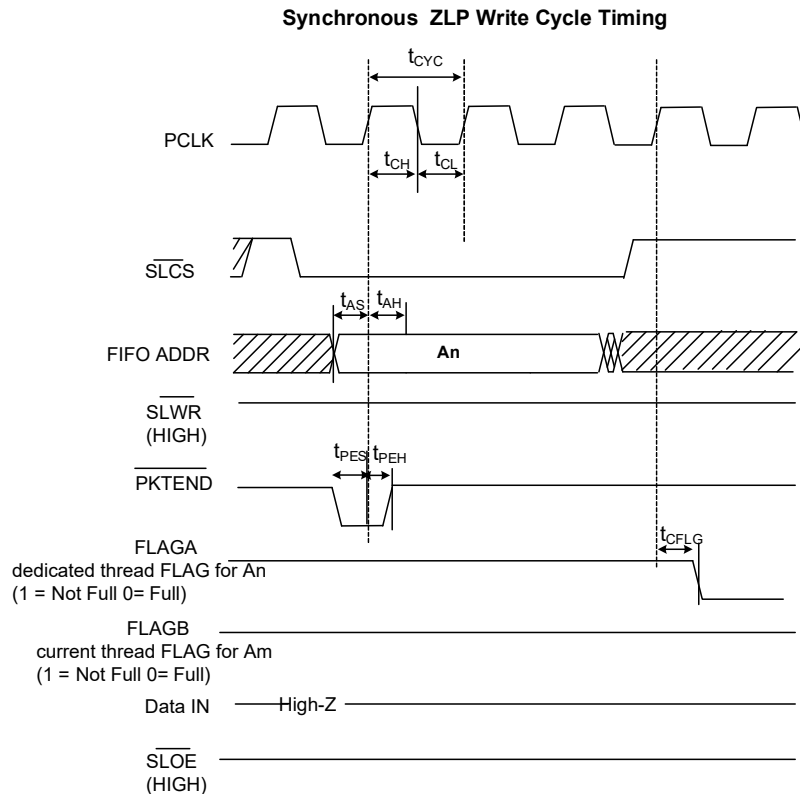 Synchronous ZLP Write Cycle Timing
tCYC
PCLK
tCH
tCL
SLCS
tAS
tAH
FIFO ADDR
An
SLWR
(HIGH)
tPES
tPEH
PKTEND
FLAGA
dedicated thread FLAG for An
(1 = Not Full 0= Full)
tCFLG
FLAGB
current thread FLAG for Am
(1 = Not Full 0= Full)
Data IN
High-Z
SLOE
(HIGH)